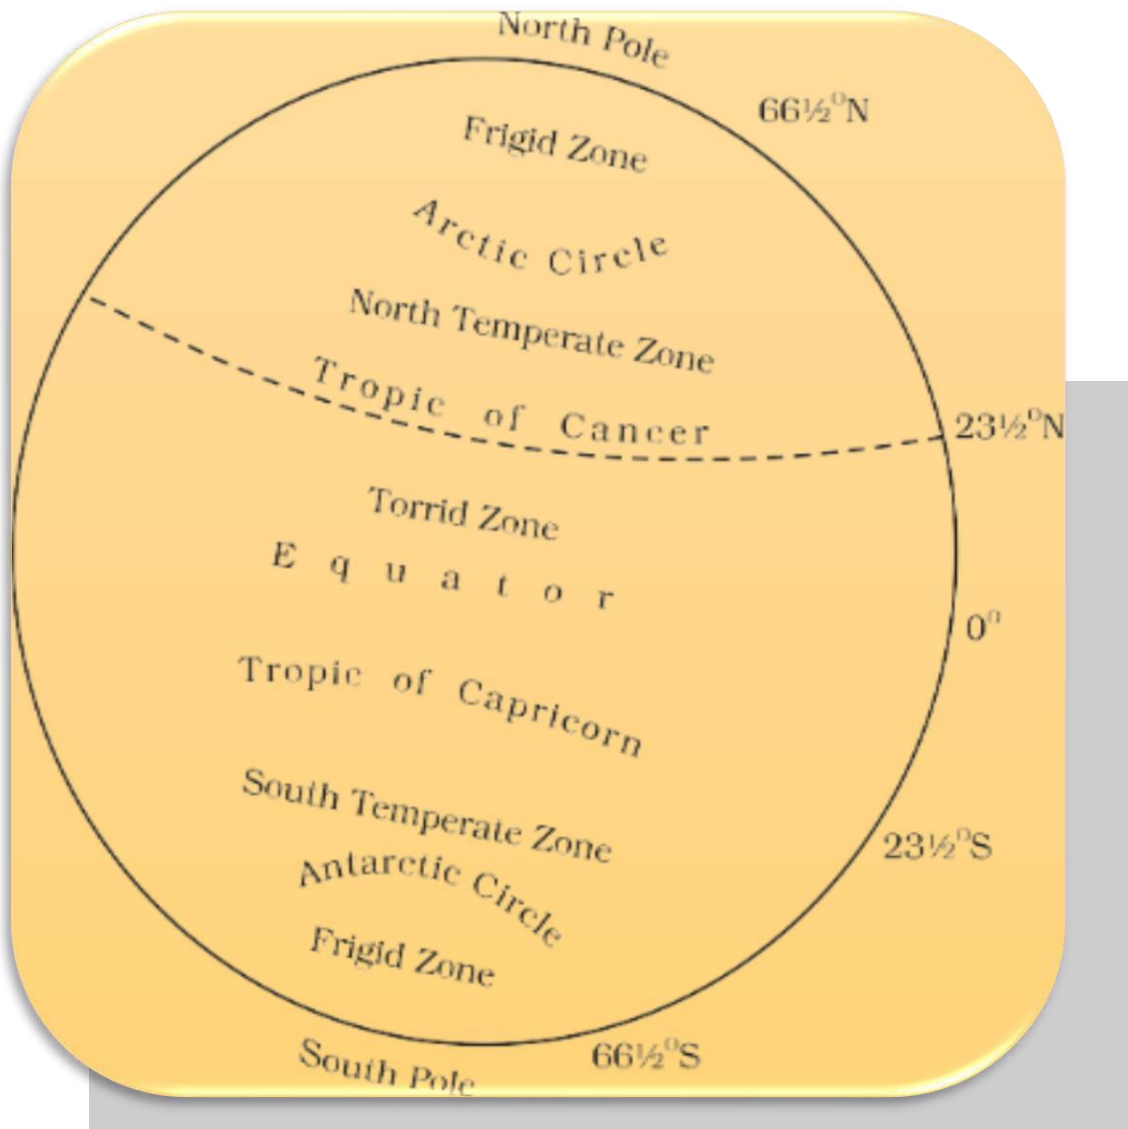 North Pole
66½°N
Frigid Zone
Arctic Circle
North Temperate Zone
Tropic of Cancer
23½°N
Torrid Zone
Equator
0°
Tropic of Capricorn
South Temperate Zone
23½°S
Antarctic Circle
Frigid Zone
South Pole
66½°S